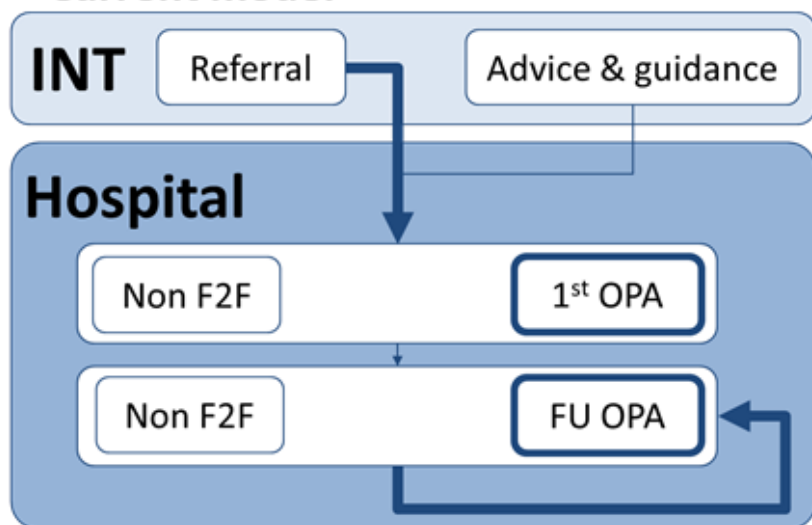 INT
Referral
Advice & guidance
Hospital
Non F2F
1st OPA
Non F2F
FU OPA